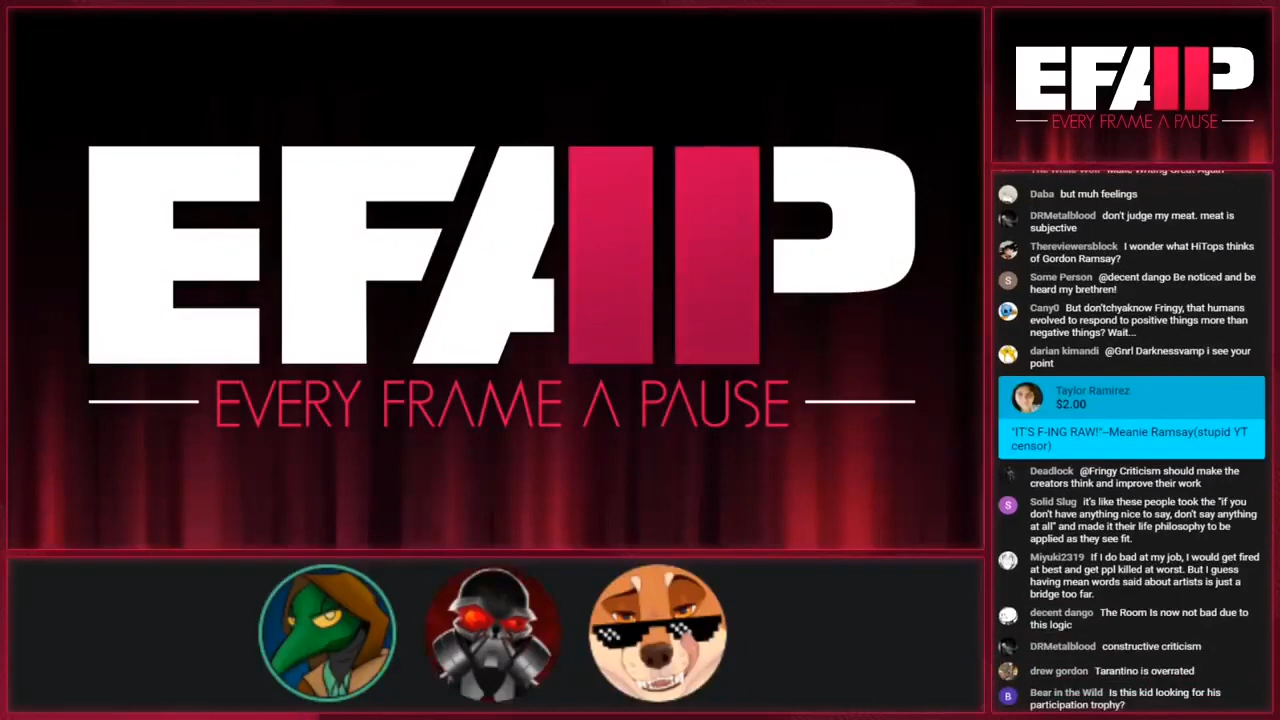 EFAP
EVERY FRAME A PAUSE
EFAP
EVERY FRAME A PAUSE
Daba but muh feelings
DRMetalblood don't judge my meat. meat is
subjective
Thereviewersblock I wonder what HiTops thinks
of Gordon Ramsay?
S
Some Person @decent dango Be noticed and be
heard my brethren!
Cany0 But don'tchyaknow Fringy, that humans
evolved to respond to positive things more than
negative things? Wait...
darian kimandi @Gnrl Darknessvamp i see your
point
Taylor Ramirez
$2.00
"IT'S F-ING RAW!"--Meanie Ramsay(stupid YT
censor)
Deadlock @Fringy Criticism should make the
creators think and improve their work
S
Solid Slug it's like these people took the "if you
don't have anything nice to say, don't say anything
at all" and made it their life philosophy to be
applied as they see fit.
Miyuki2319 If I do bad at my job, I would get fired
at best and get ppl killed at worst. But I guess
having mean words said about artists is just a
bridge too far.
decent dango The Room Is now not bad due to
this logic
DRMetalblood constructive criticism
drew gordon Tarantino is overrated
B
Bear in the Wild Is this kid looking for his
participation trophy?